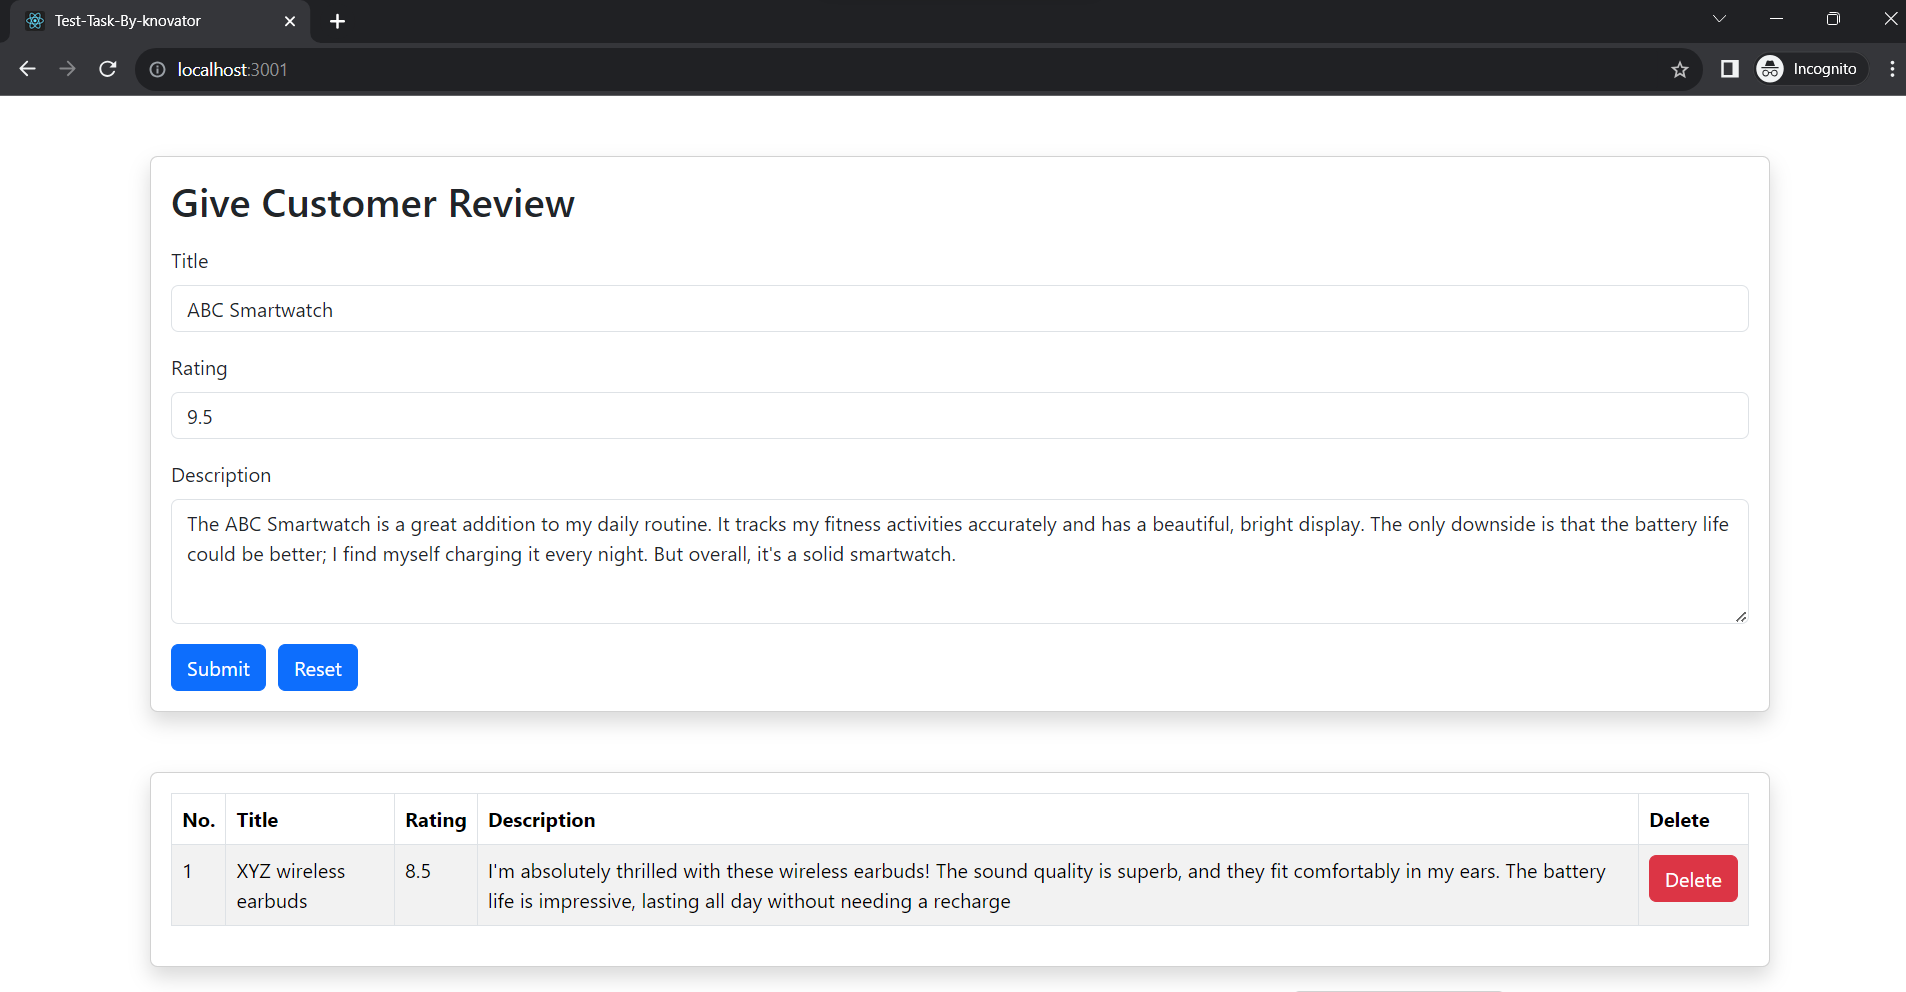 Test-Task-By-knovator
localhost:3001
Incognito
Give Customer Review
Title
ABC Smartwatch
Rating
9.5
Description
The ABC Smartwatch is a great addition to my daily routine. It tracks my fitness activities accurately and has a beautiful, bright display. The only downside is that the battery life
could be better; I find myself charging it every night. But overall, it's a solid smartwatch.
Submit Reset
No. Title Rating Description Delete
1 XYZ wireless 8.5 I'm absolutely thrilled with these wireless earbuds! The sound quality is superb, and they fit comfortably in my ears. The battery Delete
earbuds life is impressive, lasting all day without needing a recharge